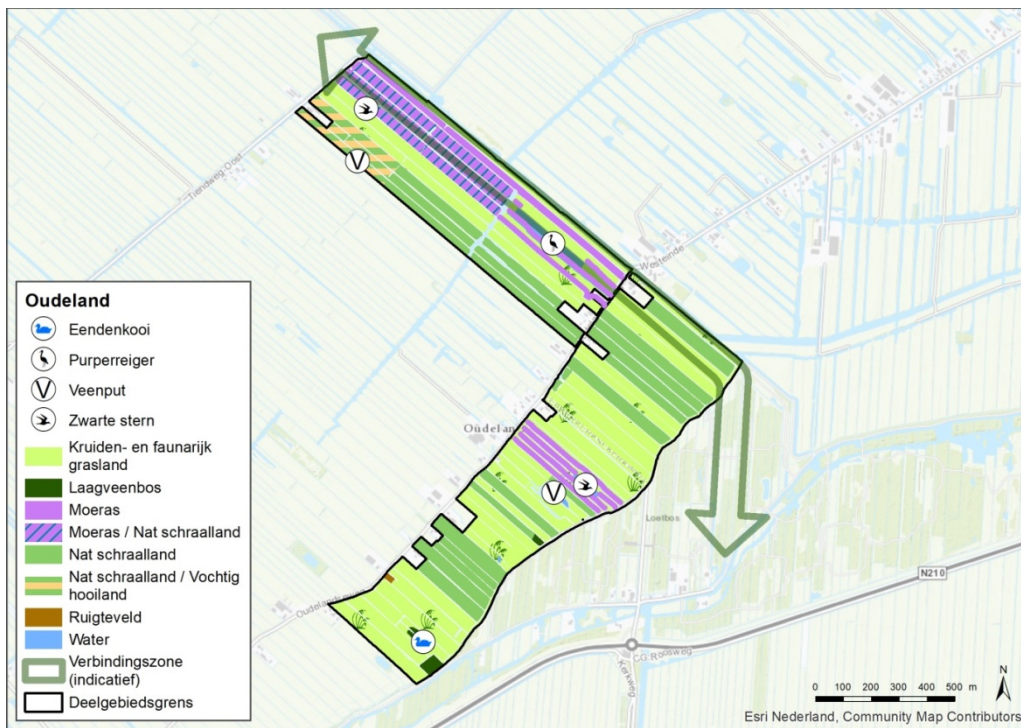 Tiendweg-Oost
V
Westeinde
Oudeland
V
Loetbos
N210
CG Roosweg
Kerkweg
Oudeland
Eendenkooi
Purperreiger
V
Veenput
Zwarte stern
Kruiden- en faunarijk
grasland
Laagveenbos
Moeras
Moeras / Nat schraalland
Nat schraalland
Nat schraalland / Vochtig
hooiland
Ruigteveld
Water
Verbindingszone
(indicatief)
Deelgebiedsgrens
N
0 100 200 300 400 500 m
Esri Nederland, Community Map Contributors